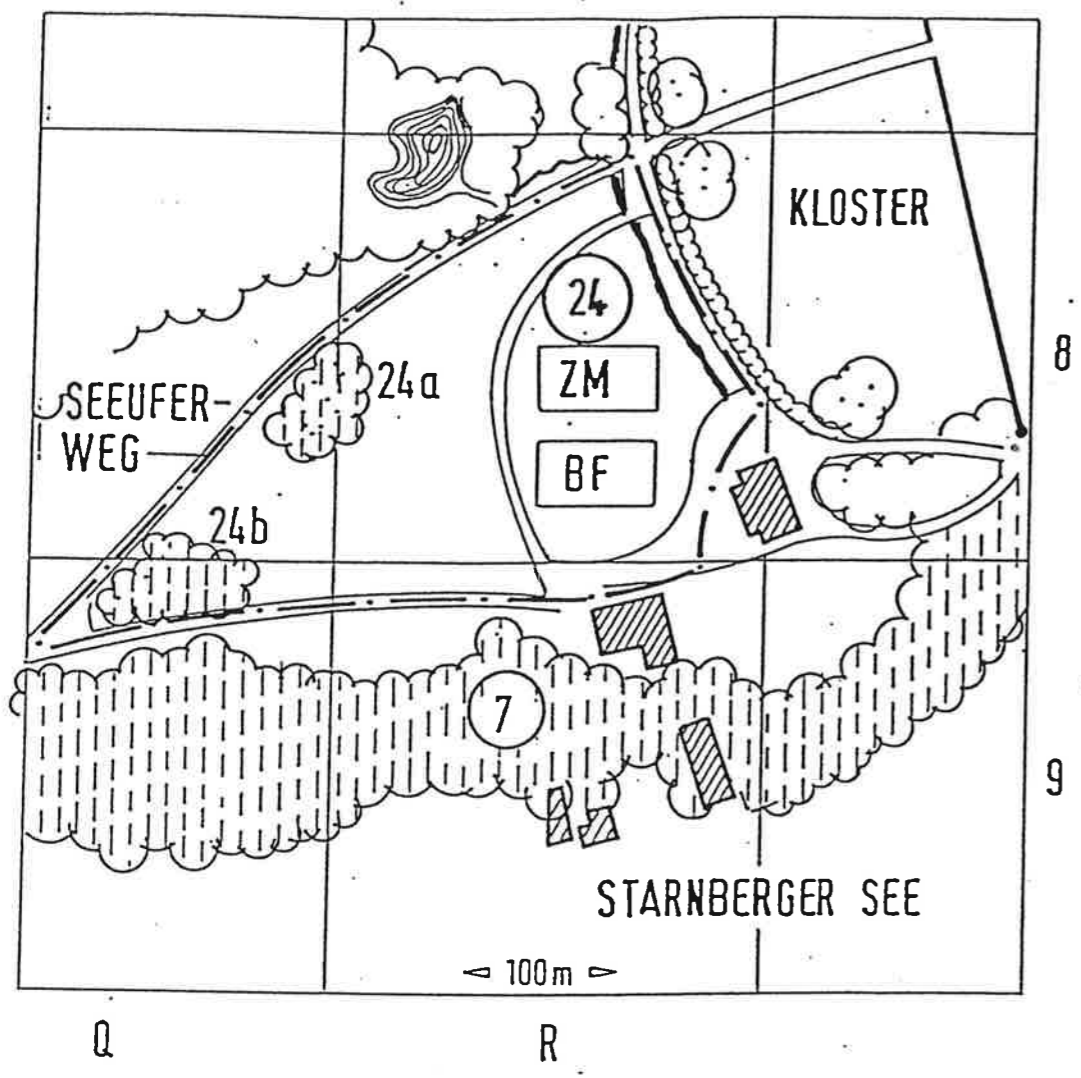 KLOSTER
24
8
24a
ZM
SEEUFER-
WEG
BF
24b
7
9
STARNBERGER SEE
100m
Q
R